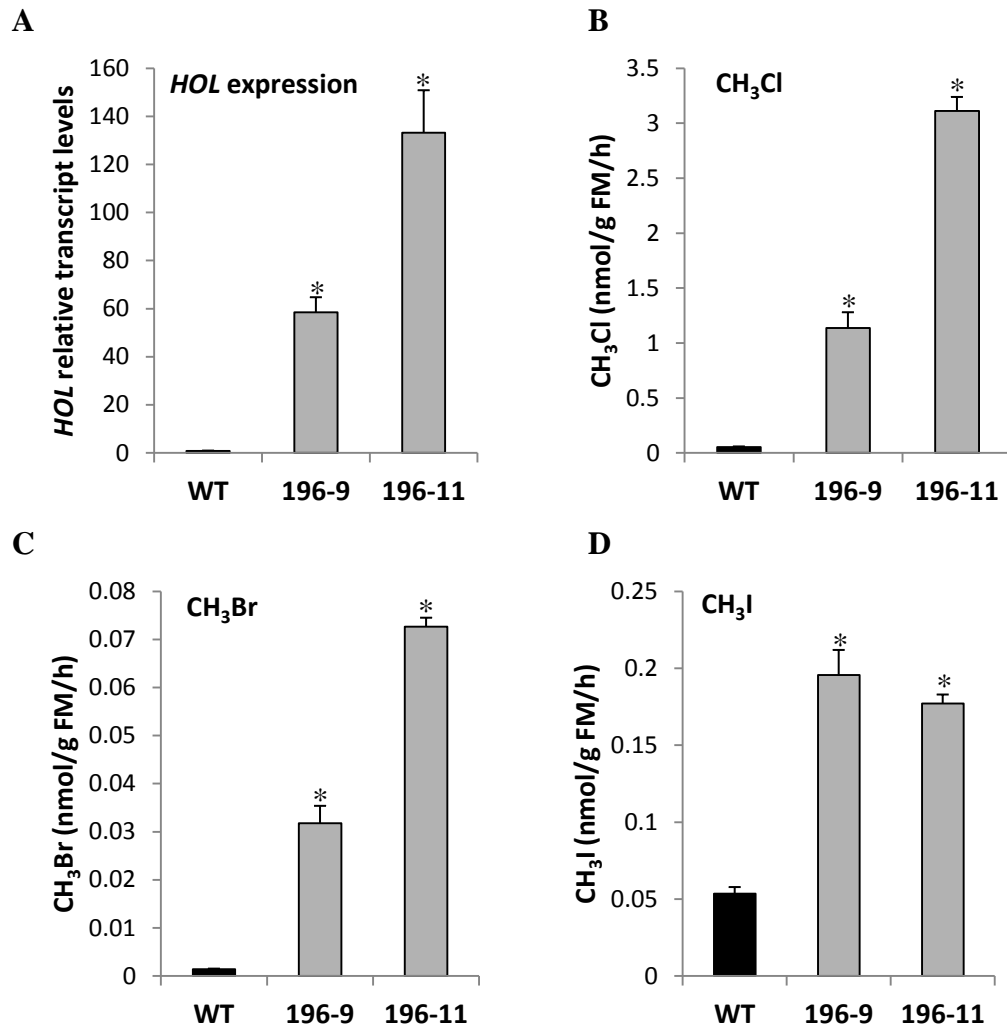 A
HOL expression
HOL relative transcript levels
160
140
120
100
80
60
40
20
0
*
*
WT 196-9 196-11
B
CH₃Cl
CH₃Cl (nmol/g FM/h)
3.5
3
2.5
2
1.5
1
0.5
0
*
*
WT 196-9 196-11
C
CH₃Br
CH₃Br (nmol/g FM/h)
0.08
0.07
0.06
0.05
0.04
0.03
0.02
0.01
0
*
*
WT 196-9 196-11
D
CH₃I
CH₃I (nmol/g FM/h)
0.25
0.2
0.15
0.1
0.05
0
*
*
WT 196-9 196-11